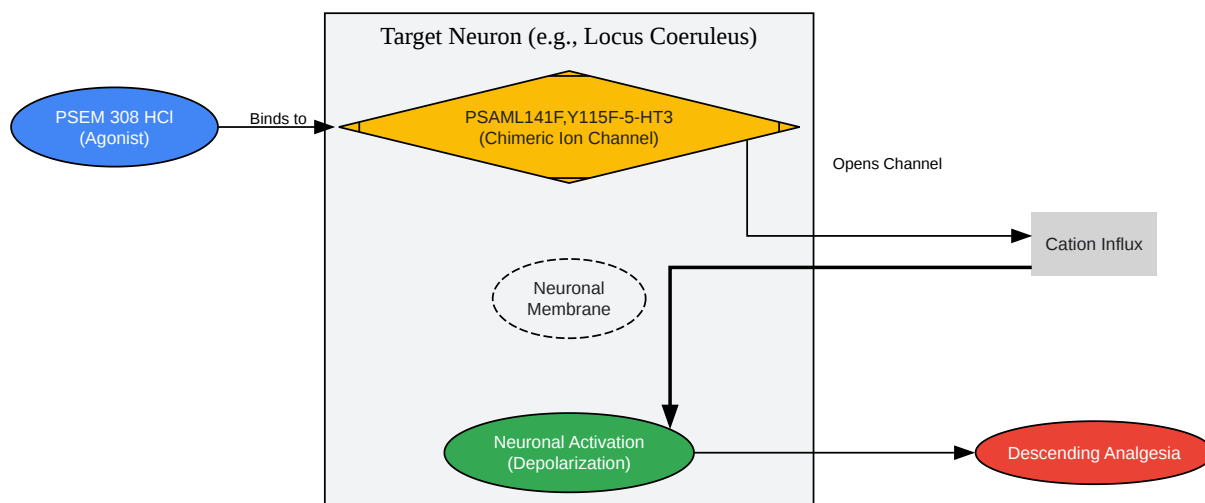 Target Neuron (e.g., Locus Coeruleus)
PSEM 308 HCl
(Agonist)
Binds to
PSAML141F,Y115F-5-HT3
(Chimeric Ion Channel)
Opens Channel
Cation Influx
Neuronal
Membrane
Neuronal Activation
(Depolarization)
Descending Analgesia